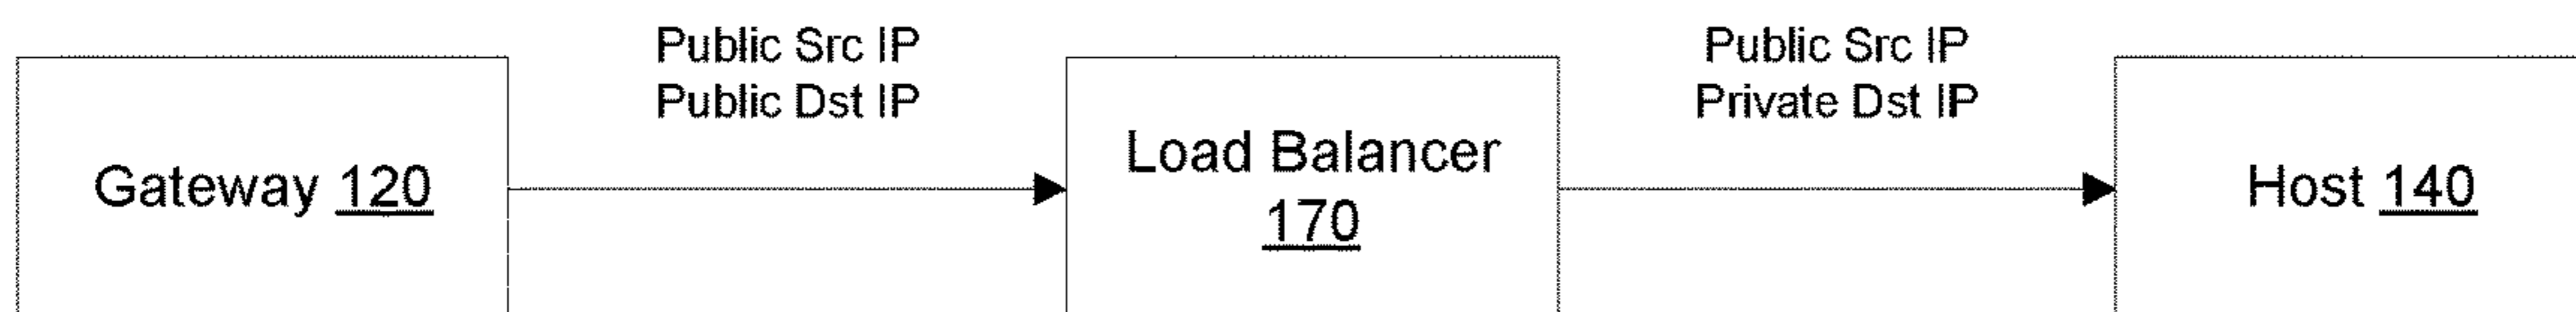 Gateway 120
Public Src IP
Public Dst IP
Load Balancer
170
Public Src IP
Private Dst IP
Host 140